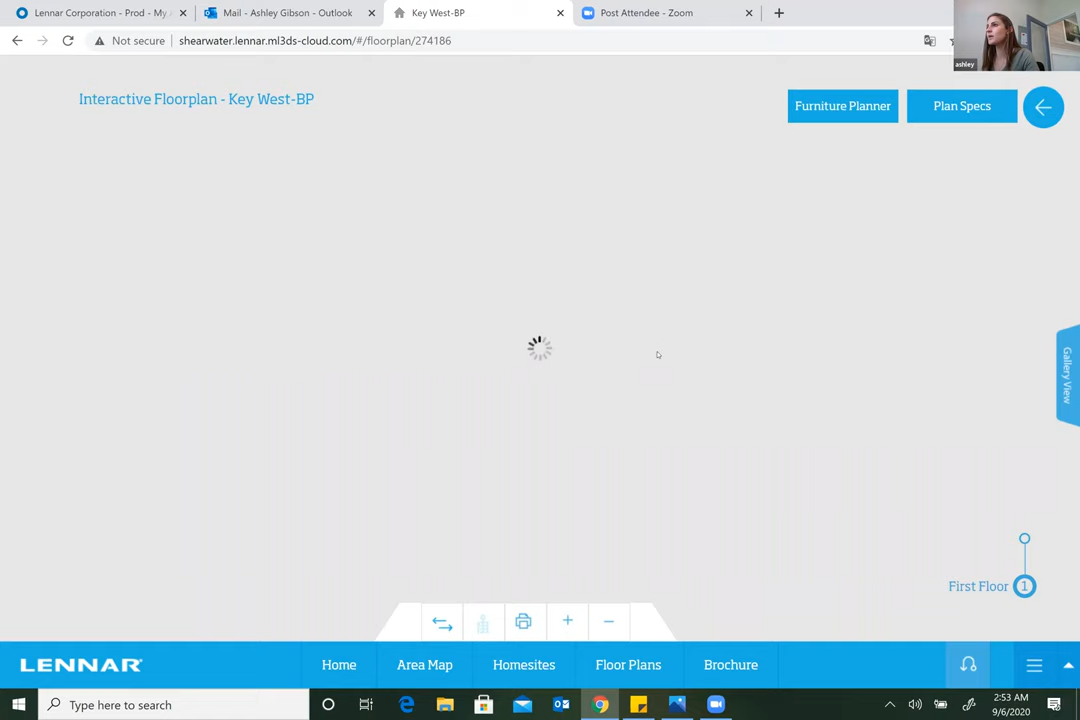 Lennar Corporation - Prod - My
Mail - Ashley Gibson - Outlook
Key West-BP
Post Attendee - Zoom
Not secure
shearwater.lennar.ml3ds-cloud.com/#/floorplan/274186
ashley
Interactive Floorplan - Key West-BP
Furniture Planner
Plan Specs
Gallery View
First Floor 1
LENNAR
Home
Area Map
Homesites
Floor Plans
Brochure
Type here to search
2:53 AM
9/6/2020